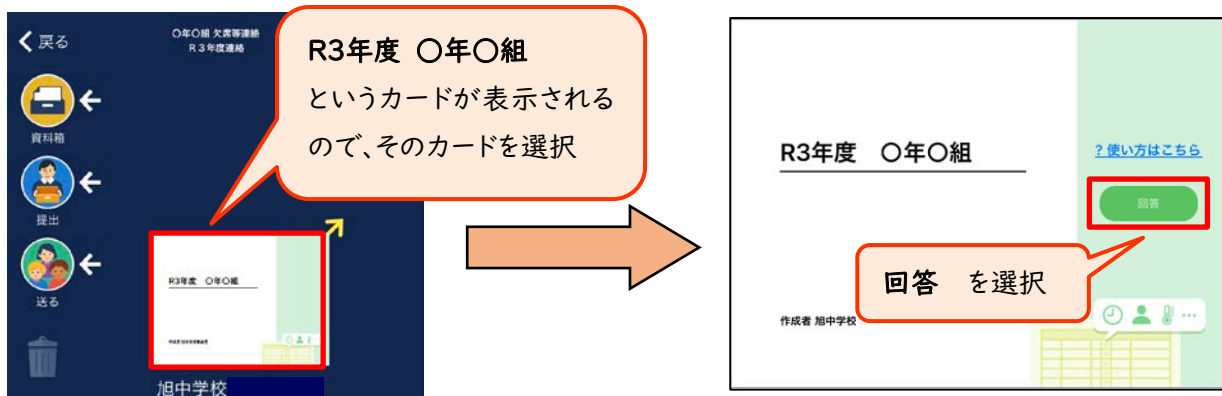 戻る
〇年〇組 欠席等連絡
R3年度連絡
資料箱
提出
送る
R3年度 〇年〇組
というカードが表示される
ので、そのカードを選択
R3年度 〇年〇組
旭中学校
R3年度 〇年〇組
? 使い方はこちら
回答
回答 を選択
作成者 旭中学校